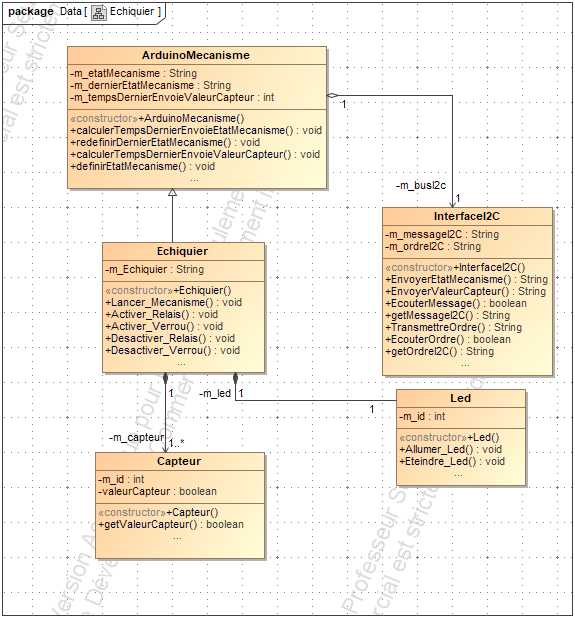 package Data [ Echiquier ]
ArduinoMecanisme
-m_etatMecanisme : String
-m_dernierEtatMecanisme : String
-m_tempsDernierEnvoieValeurCapteur : int
«constructor»+ArduinoMecanisme()
+calculerTempsDernierEnvoieEtatMecanisme() : void
+redefinirDernierEtatMecanisme() : void
+calculerTempsDernierEnvoieValeurCapteur() : void
+definirEtatMecanisme() : void
...
1
-m_busI2c
1
InterfaceI2C
-m_messageI2C : String
-m_ordreI2C : String
«constructor»+InterfaceI2C()
+EnvoyerEtatMecanisme() : String
+EnvoyerValeurCapteur() : String
+EcouterMessage() : boolean
+getMessageI2C() : String
+TransmettreOrdre() : String
+EcouterOrdre() : boolean
+getOrdreI2C() : String
...
Echiquier
-m_Echiquier : String
«constructor»+Echiquier()
+Lancer_Mecanisme() : void
+Activer_Relais() : void
+Activer_Verrou() : void
+Desactiver_Relais() : void
+Desactiver_Verrou() : void
...
1
-m_led
1
1
-m_capteur
1..*
Led
-m_id : int
«constructor»+Led()
+Allumer_Led() : void
+Eteindre_Led() : void
...
Capteur
-m_id : int
-valeurCapteur : boolean
«constructor»+Capteur()
+getValeurCapteur() : boolean
...